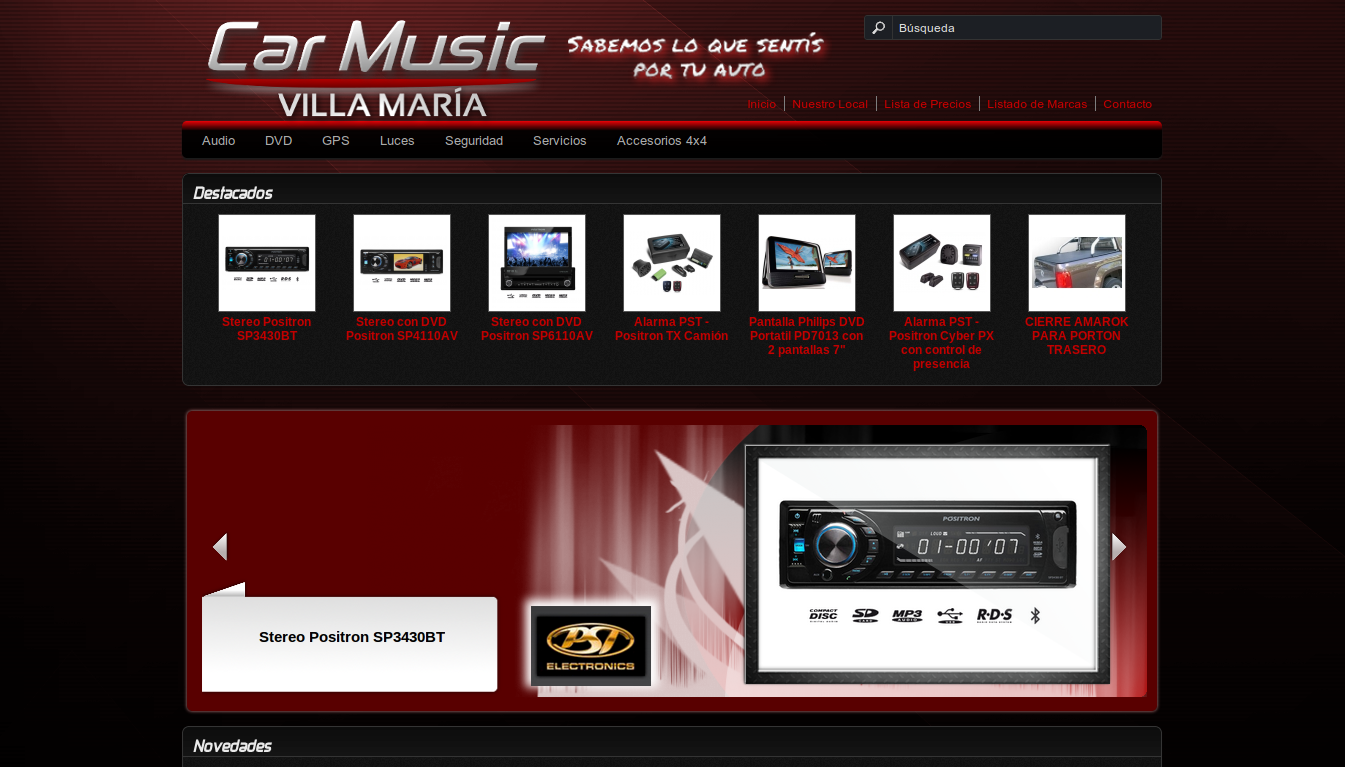 Car Music
VILLA MARÍA
SABEMOS LO QUE SENTÍS
POR TU AUTO
Búsqueda
Inicio
Nuestro Local
Lista de Precios
Listado de Marcas
Contacto
Audio
DVD
GPS
Luces
Seguridad
Servicios
Accesorios 4x4
Destacados
Stereo Positron
SP3430BT
Stereo con DVD
Positron SP4110AV
Stereo con DVD
Positron SP6110AV
Alarma PST -
Positron TX Camión
Pantalla Philips DVD
Portatil PD7013 con
2 pantallas 7"
Alarma PST -
Positron Cyber PX
con control de
presencia
CIERRE AMAROK
PARA PORTON
TRASERO
POSITRON
LOUD
01-00'07
COMPACT
DISC
SD
MP3
AUDIO
R·D·S
Stereo Positron SP3430BT
PST
ELECTRONICS
Novedades